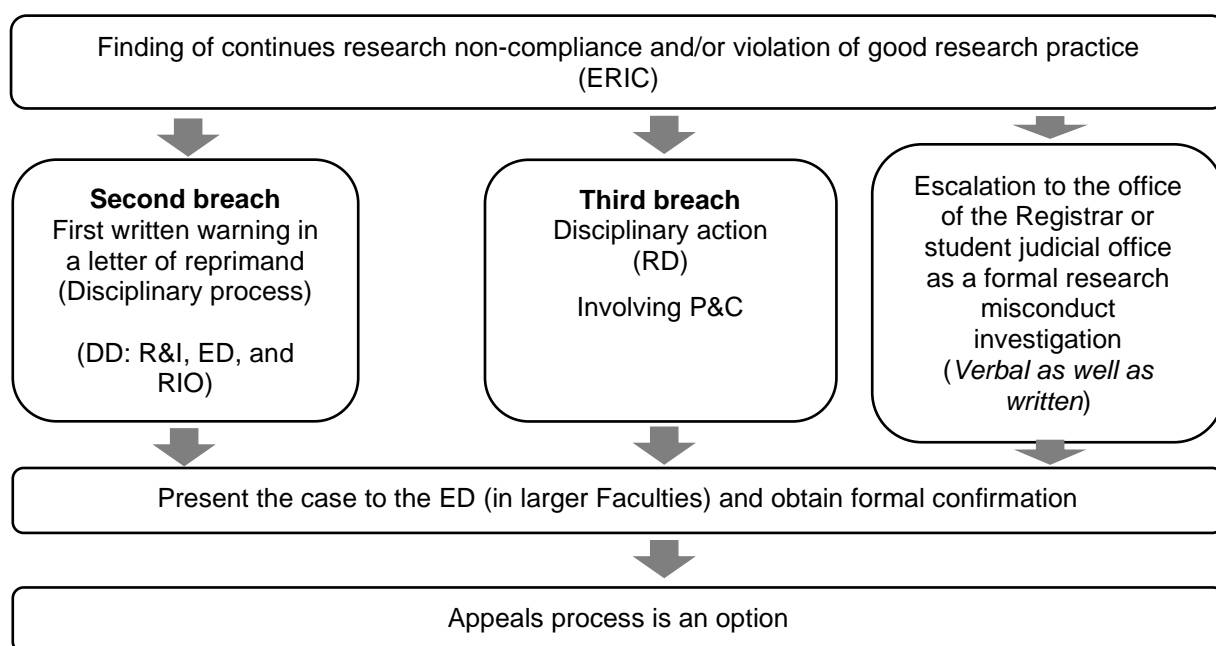 Finding of continues research non-compliance and/or violation of good research practice
(ERIC)
Second breach
First written warning in
a letter of reprimand
(Disciplinary process)
(DD: R&I, ED, and
RIO)
Third breach
Disciplinary action
(RD)
Involving P&C
Escalation to the office
of the Registrar or
student judicial office
as a formal research
misconduct
investigation
(Verbal as well as
written)
Present the case to the ED (in larger Faculties) and obtain formal confirmation
Appeals process is an option